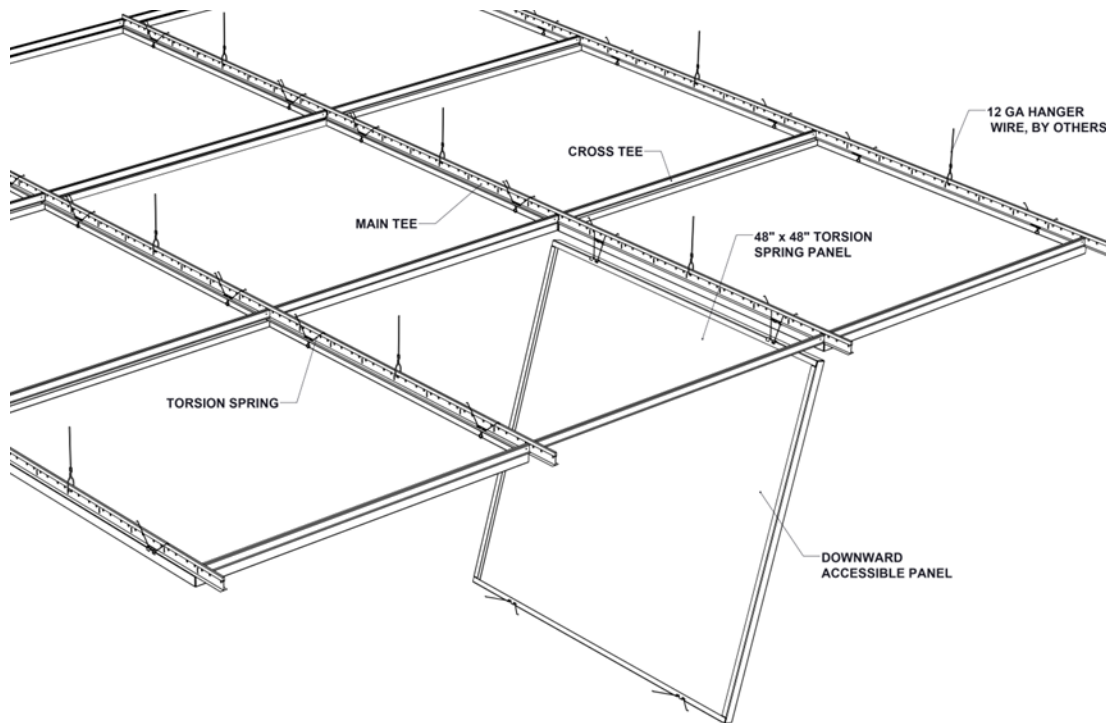 12 GA HANGER
WIRE, BY OTHERS
CROSS TEE
MAIN TEE
48" x 48" TORSION
SPRING PANEL
TORSION SPRING
DOWNWARD
ACCESSIBLE PANEL